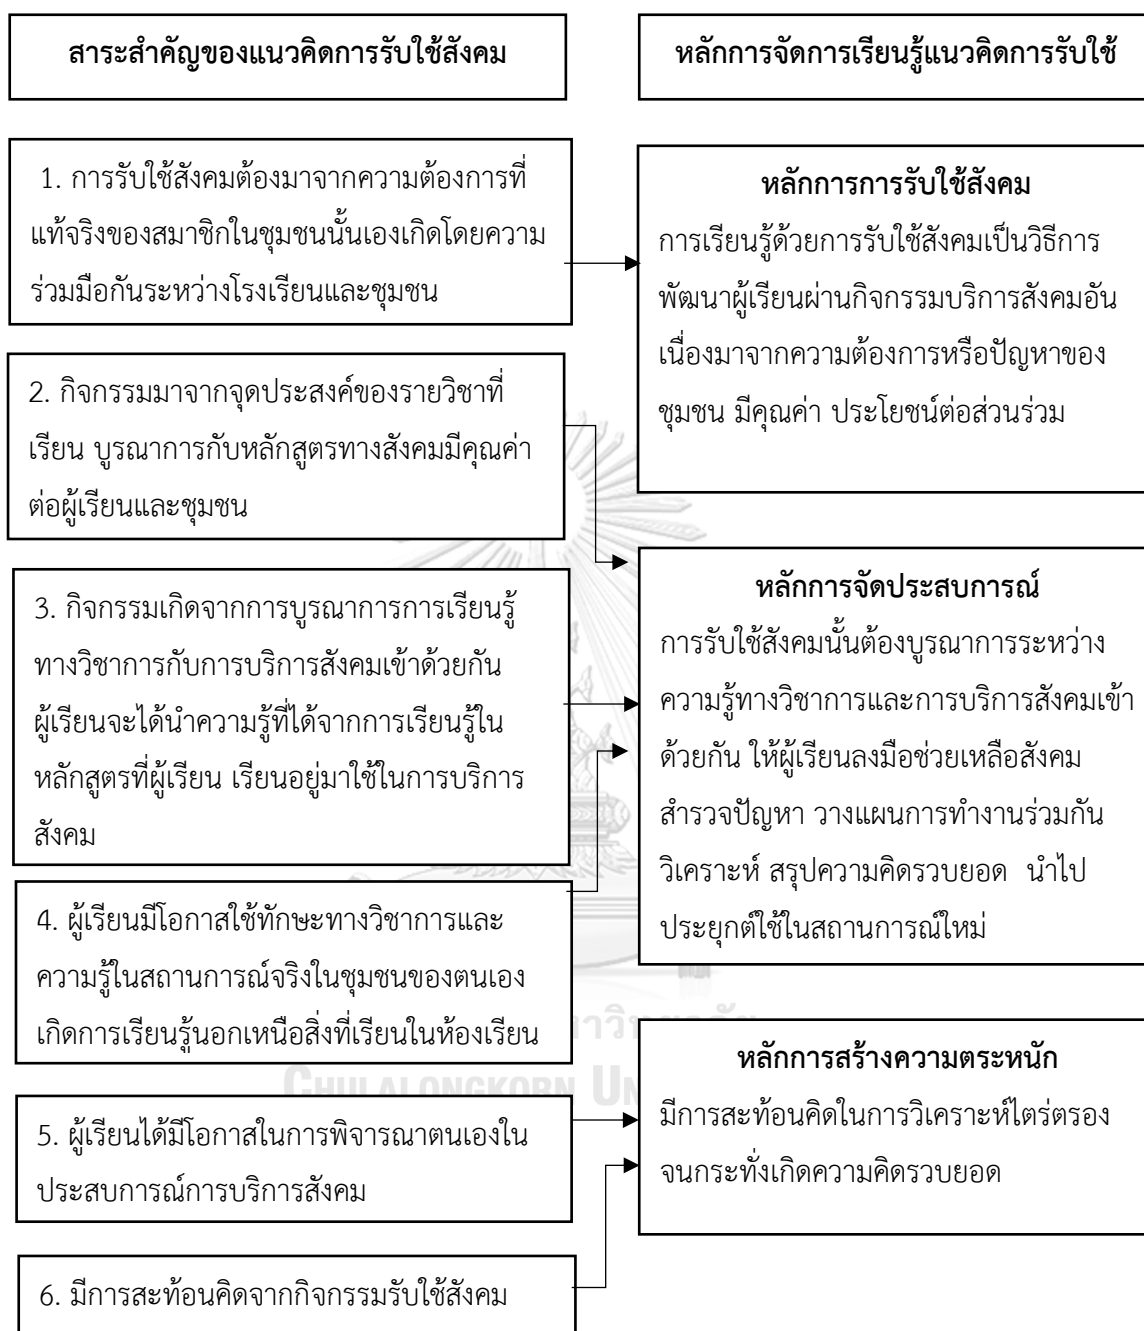 สาระสำคัญของแนวคิดการรับใช้สังคม
หลักการจัดการเรียนรู้แนวคิดการรับใช้
1. การรับใช้สังคมต้องมาจากความต้องการที่
แท้จริงของสมาชิกในชุมชนนั้นเองเกิดโดยความ
ร่วมมือกันระหว่างโรงเรียนและชุมชน
หลักการการรับใช้สังคม
การเรียนรู้ด้วยการรับใช้สังคมเป็นวิธีการ
พัฒนาผู้เรียนผ่านกิจกรรมบริการสังคมอัน
เนื่องมาจากความต้องการหรือปัญหาของ
ชุมชน มีคุณค่า ประโยชน์ต่อส่วนร่วม
2. กิจกรรมมาจากจุดประสงค์ของรายวิชาที่
เรียน บูรณาการกับหลักสูตรทางสังคมมีคุณค่า
ต่อผู้เรียนและชุมชน
3. กิจกรรมเกิดจากการบูรณาการการเรียนรู้
ทางวิชาการกับการบริการสังคมเข้าด้วยกัน
ผู้เรียนจะได้นำความรู้ที่ได้จากการเรียนรู้ใน
หลักสูตรที่ผู้เรียน เรียนอยู่มาใช้ในการบริการ
สังคม
หลักการจัดประสบการณ์
การรับใช้สังคมนั้นต้องบูรณาการระหว่าง
ความรู้ทางวิชาการและการบริการสังคมเข้า
ด้วยกัน ให้ผู้เรียนลงมือช่วยเหลือสังคม
สำรวจปัญหา วางแผนการทำงานร่วมกัน
วิเคราะห์ สรุปความคิดรวบยอด นำไป
ประยุกต์ใช้ในสถานการณ์ใหม่
4. ผู้เรียนมีโอกาสใช้ทักษะทางวิชาการและ
ความรู้ในสถานการณ์จริงในชุมชนของตนเอง
เกิดการเรียนรู้นอกเหนือสิ่งที่เรียนในห้องเรียน
หลักการสร้างความตระหนัก
มีการสะท้อนคิดในการวิเคราะห์ไตร่ตรอง
จนกระทั่งเกิดความคิดรวบยอด
CHULALONGKORN
5. ผู้เรียนได้มีโอกาสในการพิจารณาตนเองใน
ประสบการณ์การบริการสังคม
6. มีการสะท้อนคิดจากกิจกรรมรับใช้สังคม